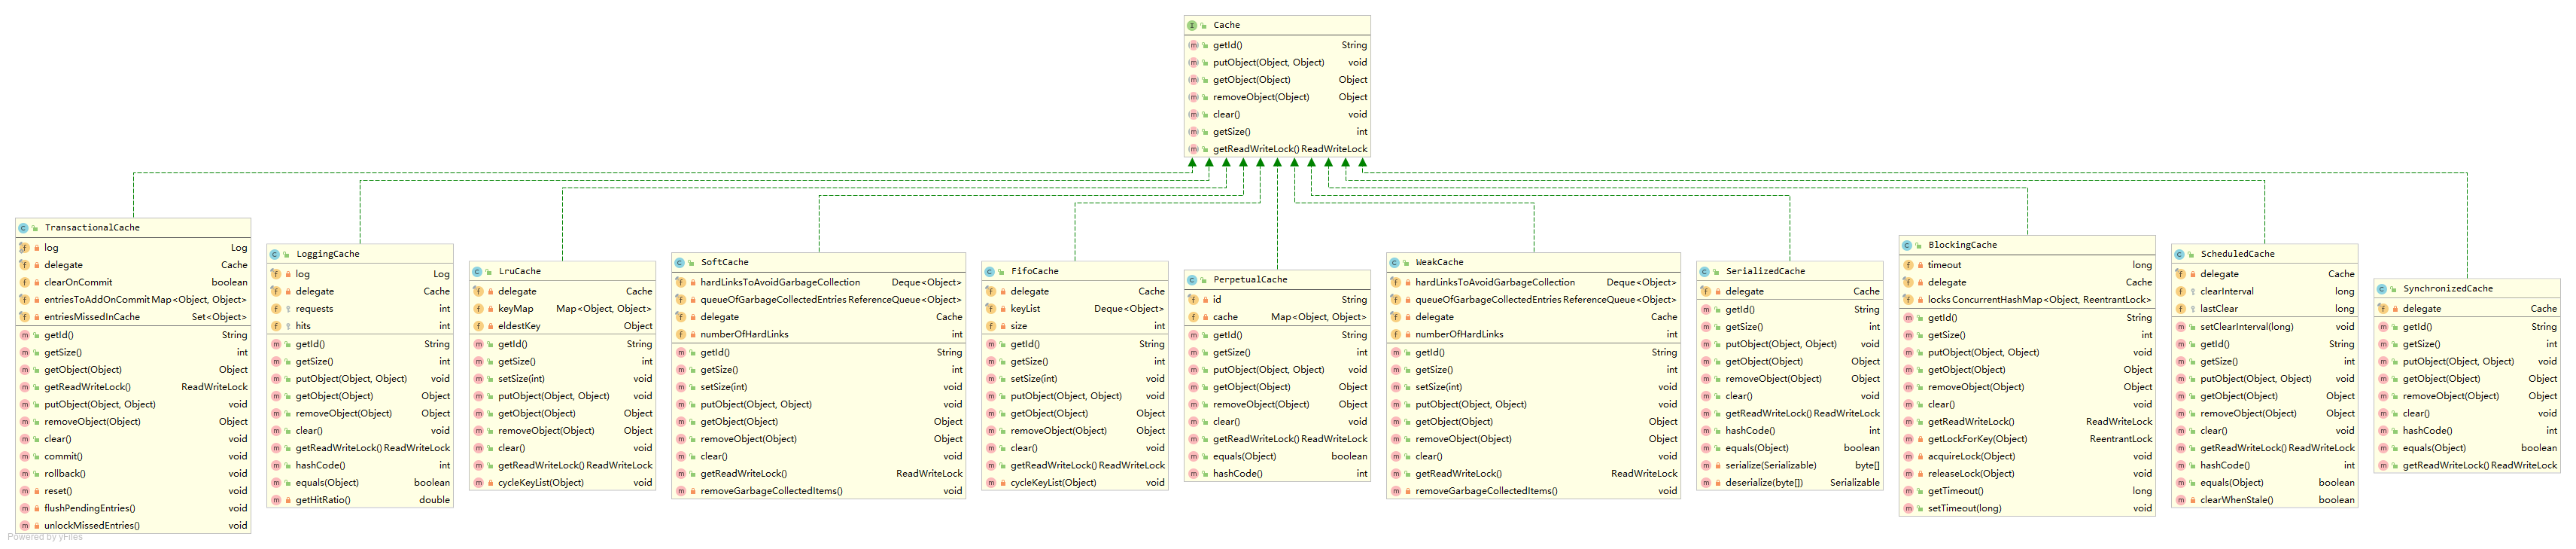 Cache
getId() String
putObject(Object, Object) void
getObject(Object) Object
removeObject(Object) Object
clear() void
getSize() int
getReadWriteLock() ReadWriteLock
TransactionalCache
log Log
delegate Cache
clearOnCommit boolean
entriesToAddOnCommit Map<Object, Object>
entriesMissedInCache Set<Object>
getId() String
getSize() int
getObject(Object) Object
getReadWriteLock() ReadWriteLock
putObject(Object, Object) void
removeObject(Object) Object
clear() void
commit() void
rollback() void
reset() void
flushPendingEntries() void
unlockMissedEntries() void
LoggingCache
log Log
delegate Cache
requests int
hits int
getId() String
getSize() int
putObject(Object, Object) void
getObject(Object) Object
removeObject(Object) Object
clear() void
getReadWriteLock() ReadWriteLock
hashCode() int
equals(Object) boolean
getHitRatio() double
LruCache
delegate Cache
keyMap Map<Object, Object>
eldestKey Object
getId() String
getSize() int
setSize(int) void
putObject(Object, Object) void
getObject(Object) Object
removeObject(Object) Object
clear() void
getReadWriteLock() ReadWriteLock
cycleKeyList(Object) void
SoftCache
hardLinksToAvoidGarbageCollection Deque<Object>
queueOfGarbageCollectedEntries ReferenceQueue<Object>
delegate Cache
numberOfHardLinks int
getId() String
getSize() int
setSize(int) void
putObject(Object, Object) void
getObject(Object) Object
removeObject(Object) Object
clear() void
getReadWriteLock() ReadWriteLock
removeGarbageCollectedItems() void
FifoCache
delegate Cache
keyList Deque<Object>
size int
getId() String
getSize() int
setSize(int) void
putObject(Object, Object) void
getObject(Object) Object
removeObject(Object) Object
clear() void
getReadWriteLock() ReadWriteLock
cycleKeyList(Object) void
PerpetualCache
id String
cache Map<Object, Object>
getId() String
getSize() int
putObject(Object, Object) void
getObject(Object) Object
removeObject(Object) Object
clear() void
getReadWriteLock() ReadWriteLock
equals(Object) boolean
hashCode() int
WeakCache
hardLinksToAvoidGarbageCollection Deque<Object>
queueOfGarbageCollectedEntries ReferenceQueue<Object>
delegate Cache
numberOfHardLinks int
getId() String
getSize() int
setSize(int) void
putObject(Object, Object) void
getObject(Object) Object
removeObject(Object) Object
clear() void
getReadWriteLock() ReadWriteLock
removeGarbageCollectedItems() void
SerializedCache
delegate Cache
getId() String
getSize() int
putObject(Object, Object) void
getObject(Object) Object
removeObject(Object) Object
clear() void
getReadWriteLock() ReadWriteLock
hashCode() int
equals(Object) boolean
serialize(Serializable) byte[]
deserialize(byte[]) Serializable
BlockingCache
timeout long
delegate Cache
locks ConcurrentHashMap<Object, ReentrantLock>
getId() String
getSize() int
putObject(Object, Object) void
getObject(Object) Object
removeObject(Object) Object
clear() void
getReadWriteLock() ReadWriteLock
getLockForKey(Object) ReentrantLock
acquireLock(Object) void
releaseLock(Object) void
getTimeout() long
setTimeout(long) void
ScheduledCache
delegate Cache
clearInterval long
lastClear long
setClearInterval(long) void
getId() String
getSize() int
putObject(Object, Object) void
getObject(Object) Object
removeObject(Object) Object
clear() void
getReadWriteLock() ReadWriteLock
hashCode() int
equals(Object) boolean
clearWhenStale() boolean
SynchronizedCache
delegate Cache
getId() String
getSize() int
putObject(Object, Object) void
getObject(Object) Object
removeObject(Object) Object
clear() void
hashCode() int
equals(Object) boolean
getReadWriteLock() ReadWriteLock
Powered by yFiles